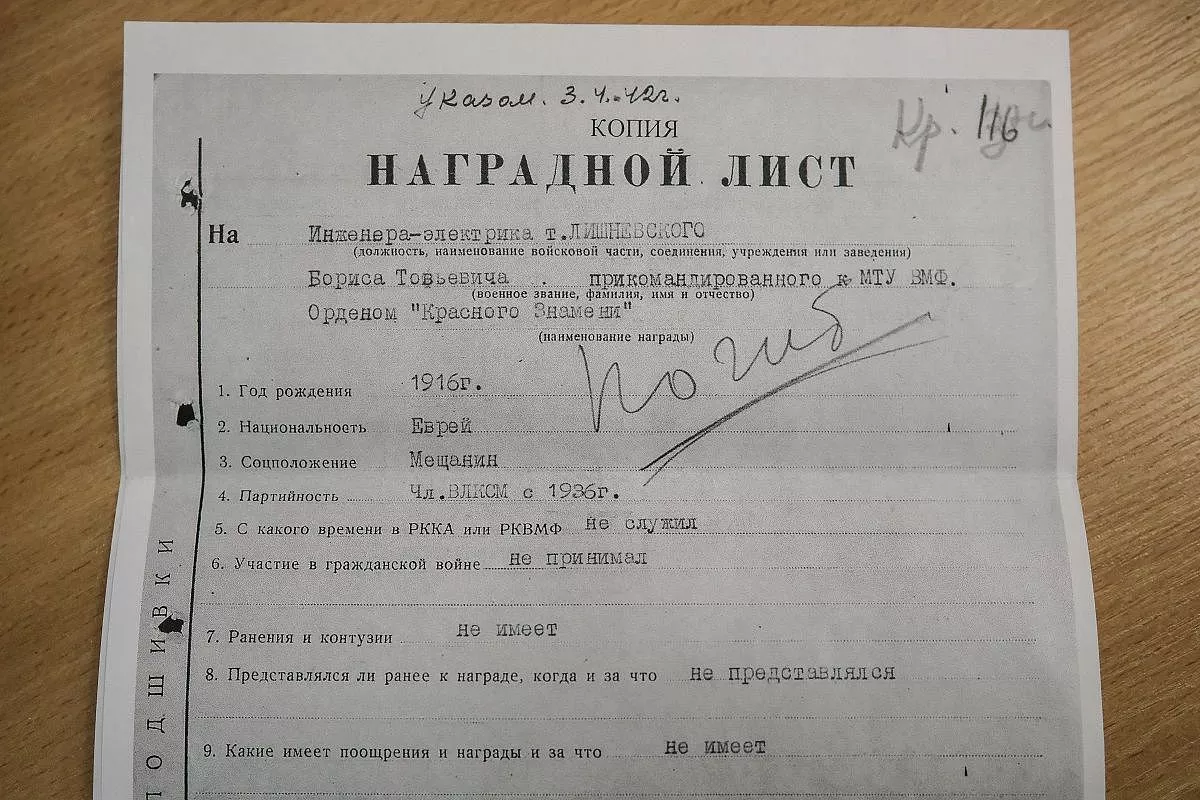 Указом. 3.4.42г.
Кр.
КОПИЯ
НАГРАДНОЙ ЛИСТ
На Инженера-электрика т.ЛИШНЕВСКОГО
(должность, наименование войсковой части, соединения, учреждения или заведения)
Бориса Товьевича . прикомандированного к МТУ ВМФ.
(военное звание, фамилия, имя и отчество)
Орденом "Красного Знамени"
(наименование награды)
погиб
1. Год рождения 1916г.
2. Национальность Еврей
3. Соцположение Мещанин
4. Партийность Чл.ВЛКСМ с 1936г.
5. С какого времени в РККА или РКВМФ не служил
6. Участие в гражданской войне не принимал
7. Ранения и контузии не имеет
8. Представлялся ли ранее к награде, когда и за что не представлялся
9. Какие имеет поощрения и награды и за что не имеет
ПОДШИВКИ